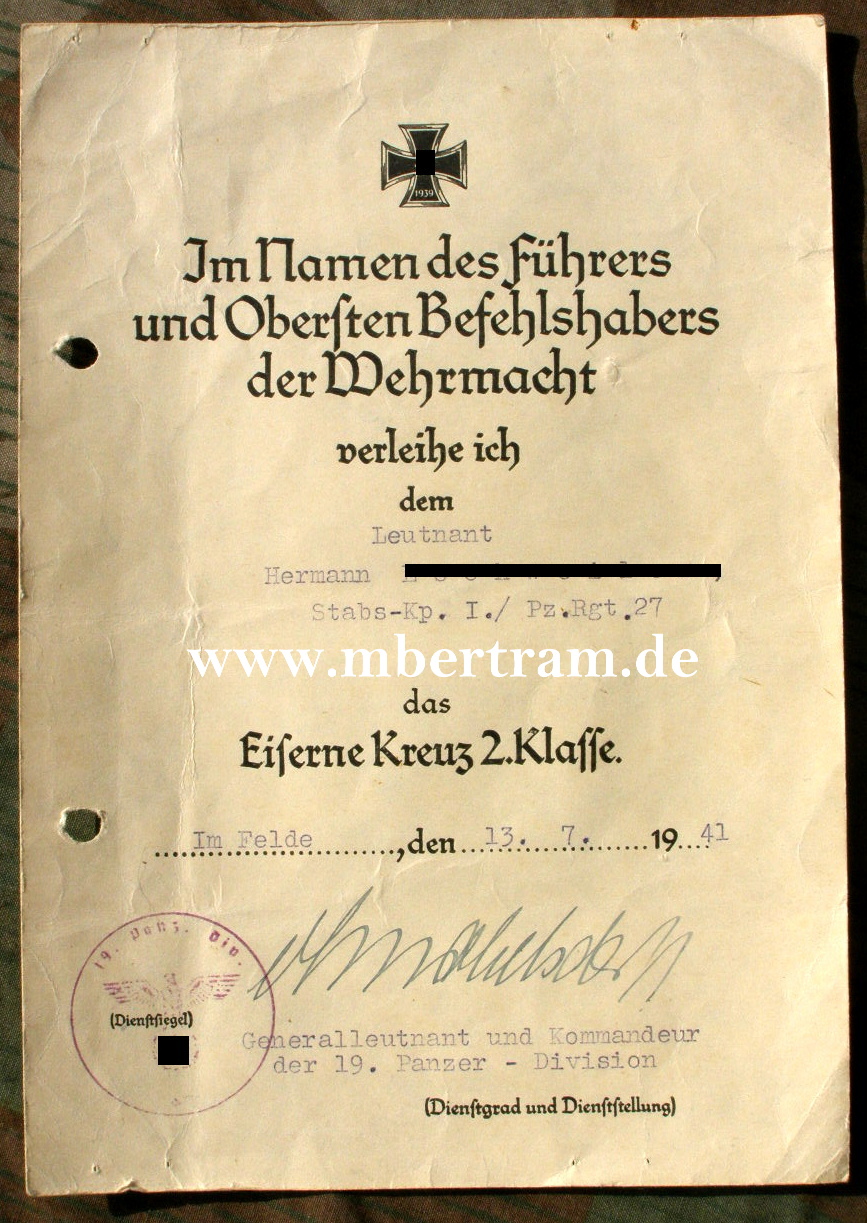 1939
Im Namen des Führers
und Oberſten Befehlshabers
der Wehrmacht
verleihe ich
dem
Leutnant
Hermann
Stabs-Kp. I./ Pz.Rgt.27
www.mbertram.de
das
Eiſerne Kreuz 2.Klaſſe.
Im Felde, den 13. 7. 1941
19. Panz. Div.
(Dienſtſiegel)
Generalleutnant und Kommandeur
der 19. Panzer - Division
(Dienſtgrad und Dienſtſtellung)